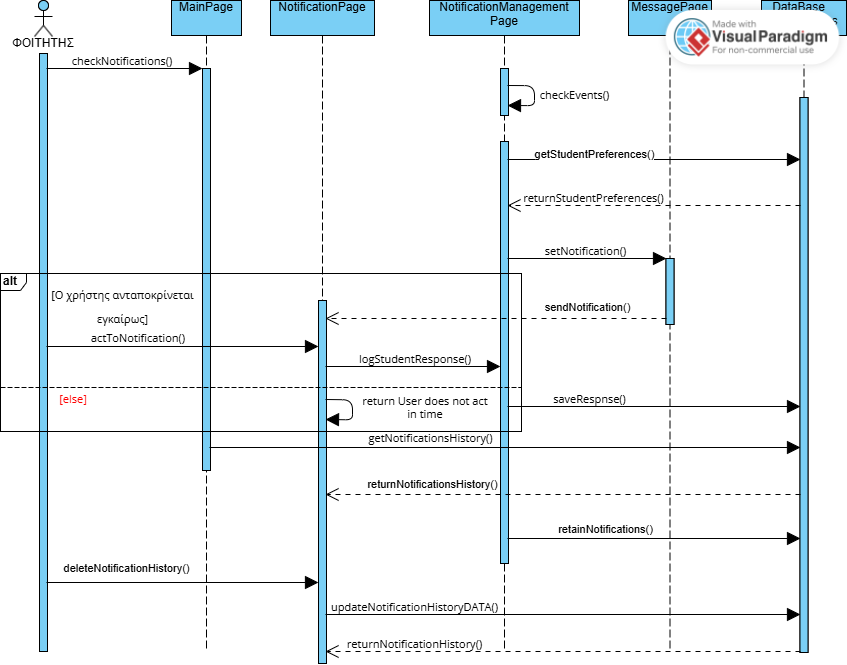 MainPage
NotificationPage
NotificationManagement
Page
MessagePage
DataBase
Made with
VisualParadigm
For non-commercial use
ΦΟΙΤΗΤΗΣ
checkNotifications()
checkEvents()
getStudentPreferences()
returnStudentPreferences()
setNotification()
alt
[Ο χρήστης ανταποκρίνεται
εγκαίρως]
sendNotification()
actToNotification()
logStudentResponse()
[else]
return User does not act
in time
saveRespnse()
getNotificationsHistory()
returnNotificationsHistory()
retainNotifications()
deleteNotificationHistory()
updateNotificationHistoryDATA()
returnNotificationHistory()